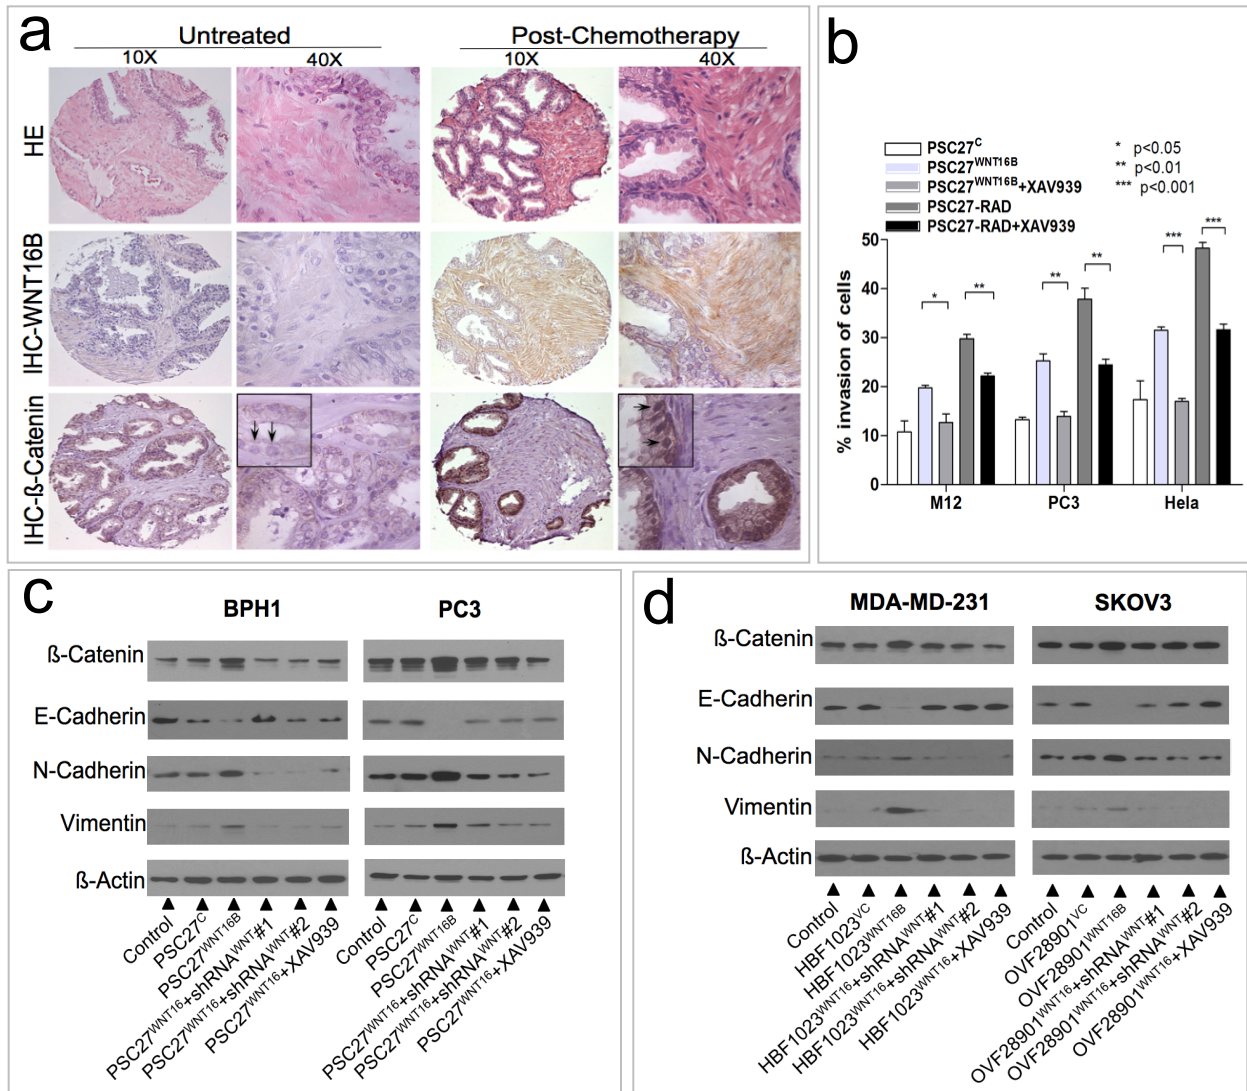 a
Untreated
Post-Chemotherapy
10X
40X
10X
40X
HE
IHC-WNT16B
IHC-ß-Catenin
b
PSC27C
PSC27WNT16B
PSC27WNT16B+XAV939
PSC27-RAD
PSC27-RAD+XAV939
* p<0.05
** p<0.01
*** p<0.001
% invasion of cells
50
40
30
20
10
0
*
**
**
**
***
***
M12
PC3
Hela
c
BPH1
PC3
ß-Catenin
E-Cadherin
N-Cadherin
Vimentin
ß-Actin
Control
PSC27C
PSC27WNT16B
PSC27WNT16+shRNAWNT#1
PSC27WNT16+shRNAWNT#2
PSC27WNT16+XAV939
Control
PSC27C
PSC27WNT16B
PSC27WNT16+shRNAWNT#1
PSC27WNT16+shRNAWNT#2
PSC27WNT16+XAV939
d
MDA-MD-231
SKOV3
ß-Catenin
E-Cadherin
N-Cadherin
Vimentin
ß-Actin
Control
HBF1023VC
HBF1023WNT16B
HBF1023WNT16+shRNAWNT#1
HBF1023WNT16+shRNAWNT#2
HBF1023WNT16+XAV939
Control
OVF28901VC
OVF28901WNT16B
OVF28901WNT16+shRNAWNT#1
OVF28901WNT16+shRNAWNT#2
OVF28901WNT16+XAV939